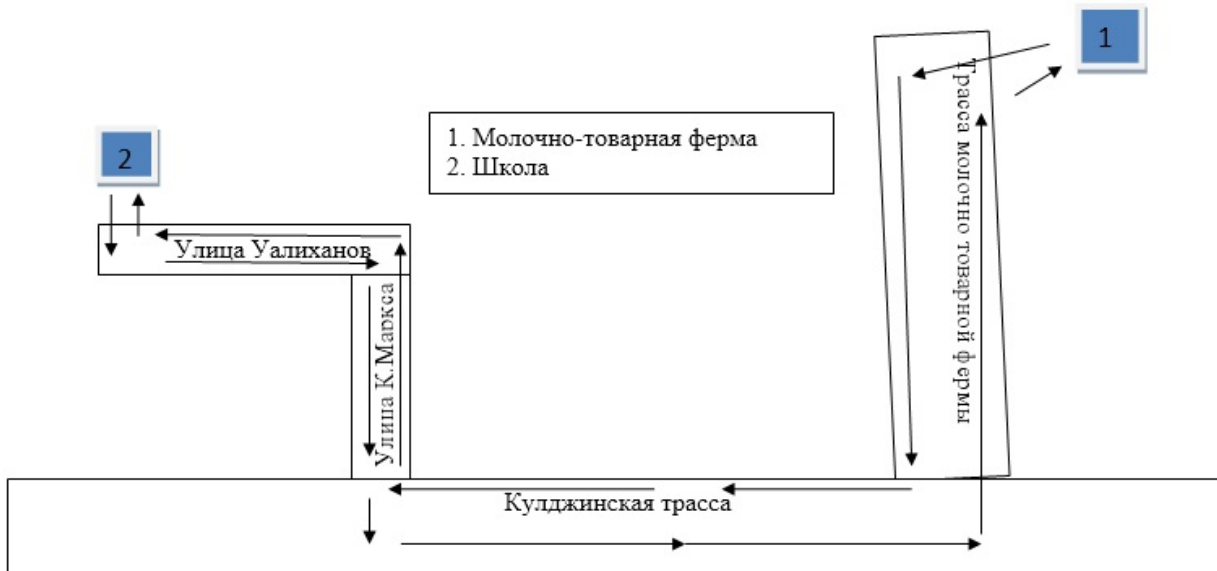 1
Трасса молочно товарной фермы
1. Молочно-товарная ферма
2. Школа
2
Улица Уалиханов
Улица К.Маркса
Кулджинская трасса